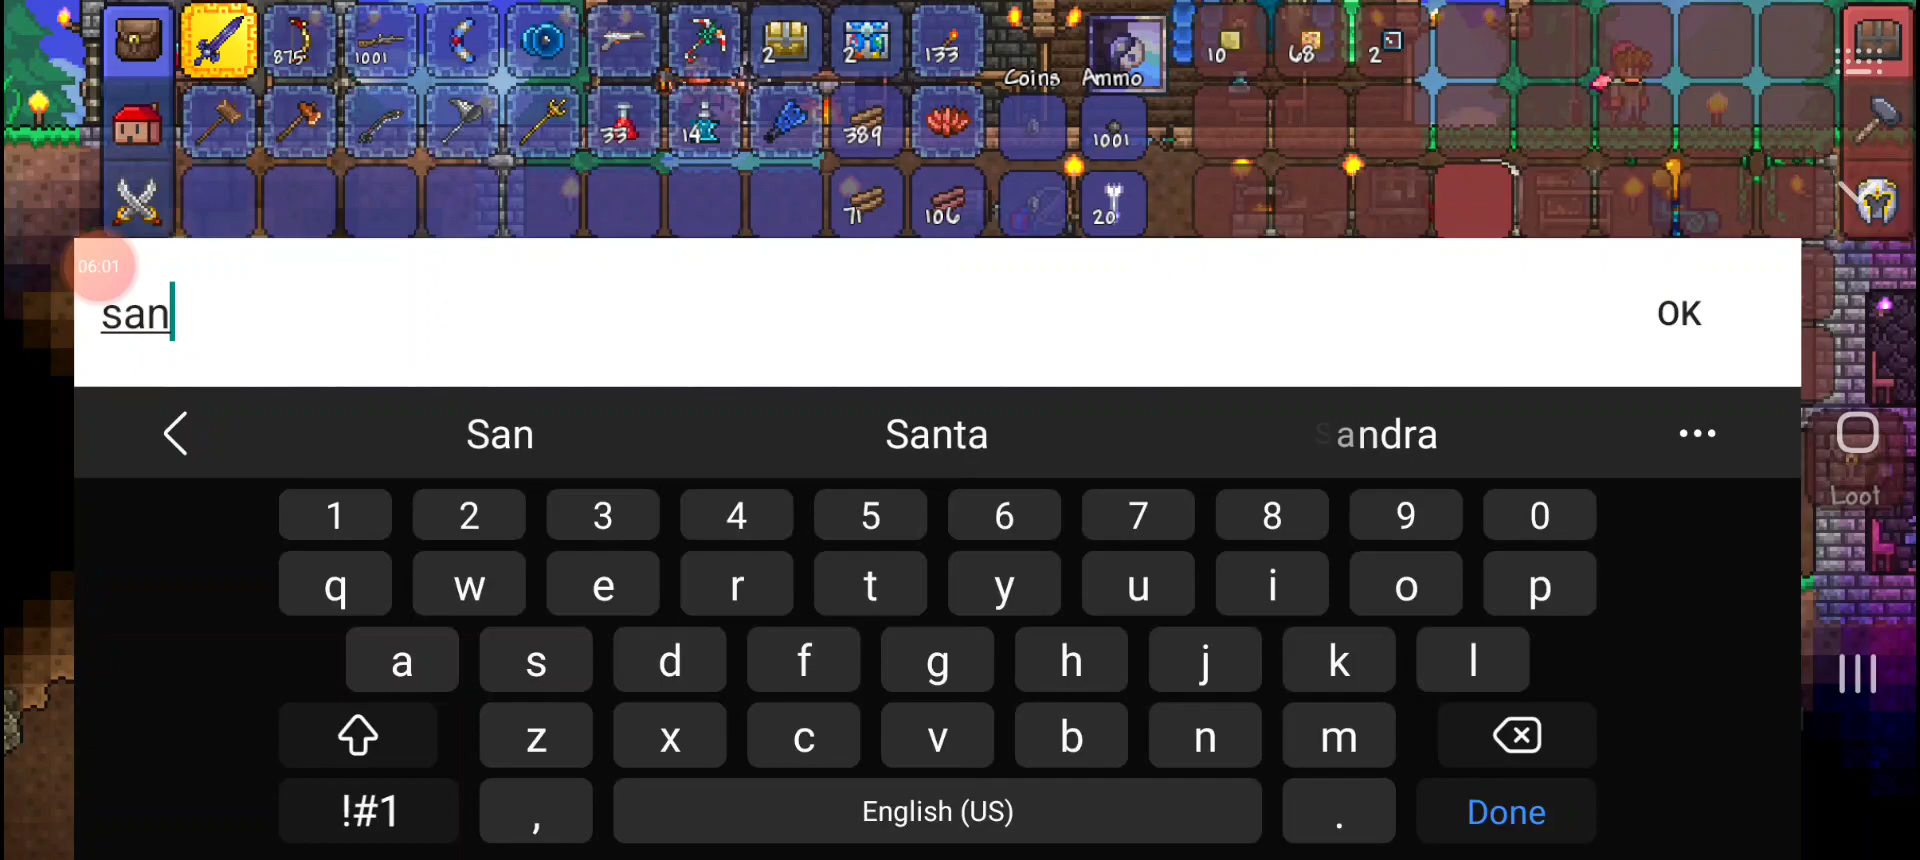 875 1001 2 2 133 Coins Ammo 10 68 2
33 14 389 1001
71 106 20
06:01
san OK
San Santa Sandra ...
Loot
1 2 3 4 5 6 7 8 9 0
q w e r t y u i o p
a s d f g h j k l
z x c v b n m
!#1 , English (US) . Done